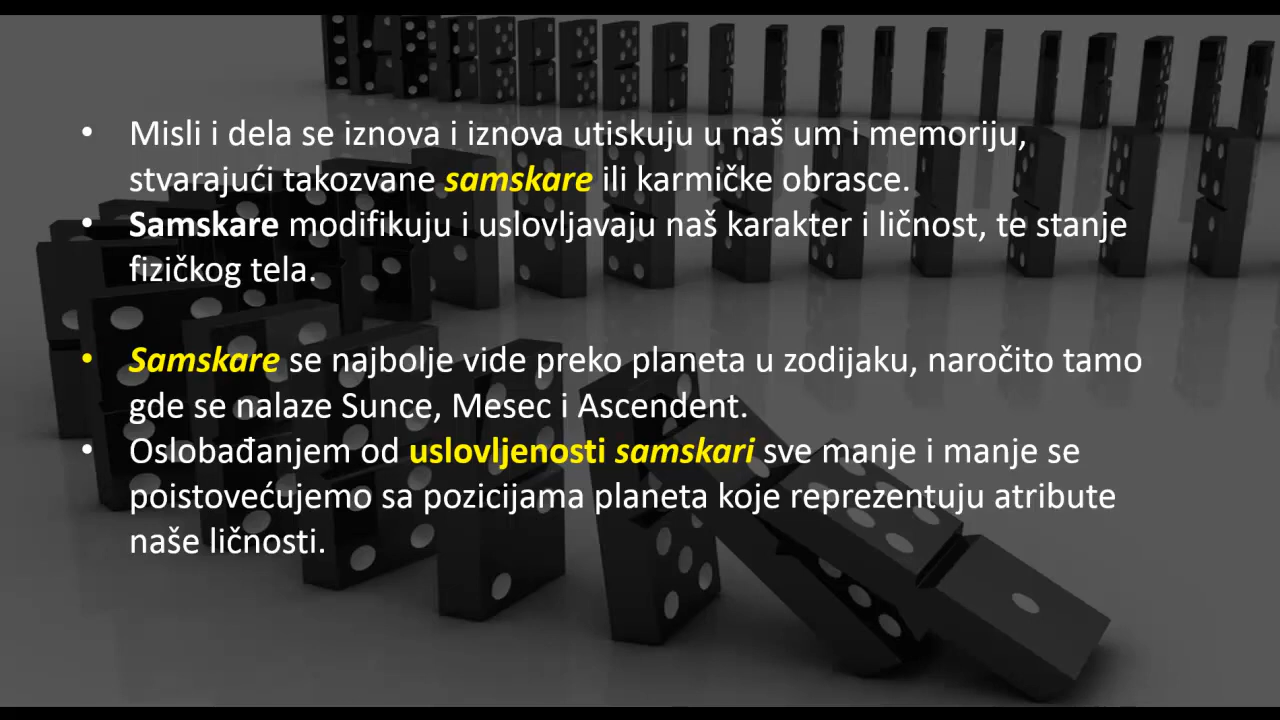 • Misli i dela se iznova i iznova utiskuju u naš um i memoriju,
stvarajući takozvane samskare ili karmičke obrasce.
• Samskare modifikuju i uslovljavaju naš karakter i ličnost, te stanje
fizičkog tela.
• Samskare se najbolje vide preko planeta u zodijaku, naročito tamo
gde se nalaze Sunce, Mesec i Ascendent.
• Oslobađanjem od uslovljenosti samskari sve manje i manje se
poistovećujemo sa pozicijama planeta koje reprezentuju atribute
naše ličnosti.